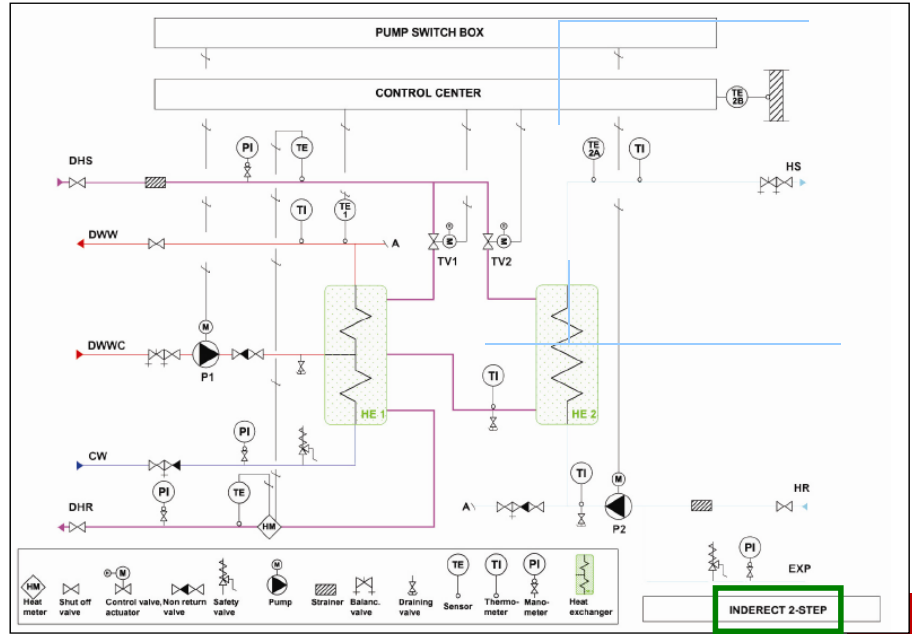 PUMP SWITCH BOX
CONTROL CENTER
TE
2B
PI
TE
TE
2A
TI
DHS
HS
TI
TE
1
DWW
A
M
TV1
M
TV2
M
DWWC
P1
TI
HE 1
HE 2
PI
CW
TI
M
PI
TE
A
HR
DHR
HM
P2
PI
EXP
HM
M
M
TE
TI
PI
Heat
meter
Shut off
valve
Control valve,
actuator
Non return
valve
Safety
valve
Pump
Strainer
Balanc.
valve
Draining
valve
Sensor
Thermo-
meter
Mano-
meter
Heat
exchanger
INDERECT 2-STEP